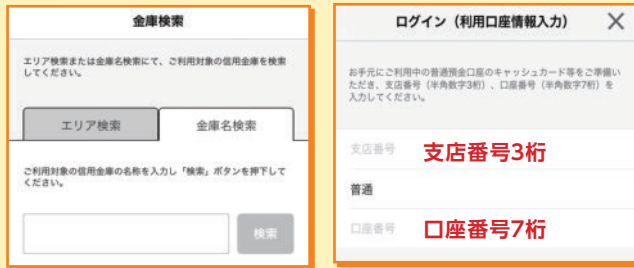 金庫検索
エリア検索または金庫名検索にて、ご利用対象の信用金庫を検索
してください。
エリア検索
金庫名検索
ご利用対象の信用金庫の名称を入力し「検索」ボタンを押下して
ください。
検索
ログイン（利用口座情報入力）
お手元にご利用中の普通預金口座のキャッシュカード等をご準備い
ただき、支店番号（半角数字3桁）、口座番号（半角数字7桁）を
入力してください。
支店番号 支店番号3桁
普通
口座番号 口座番号7桁